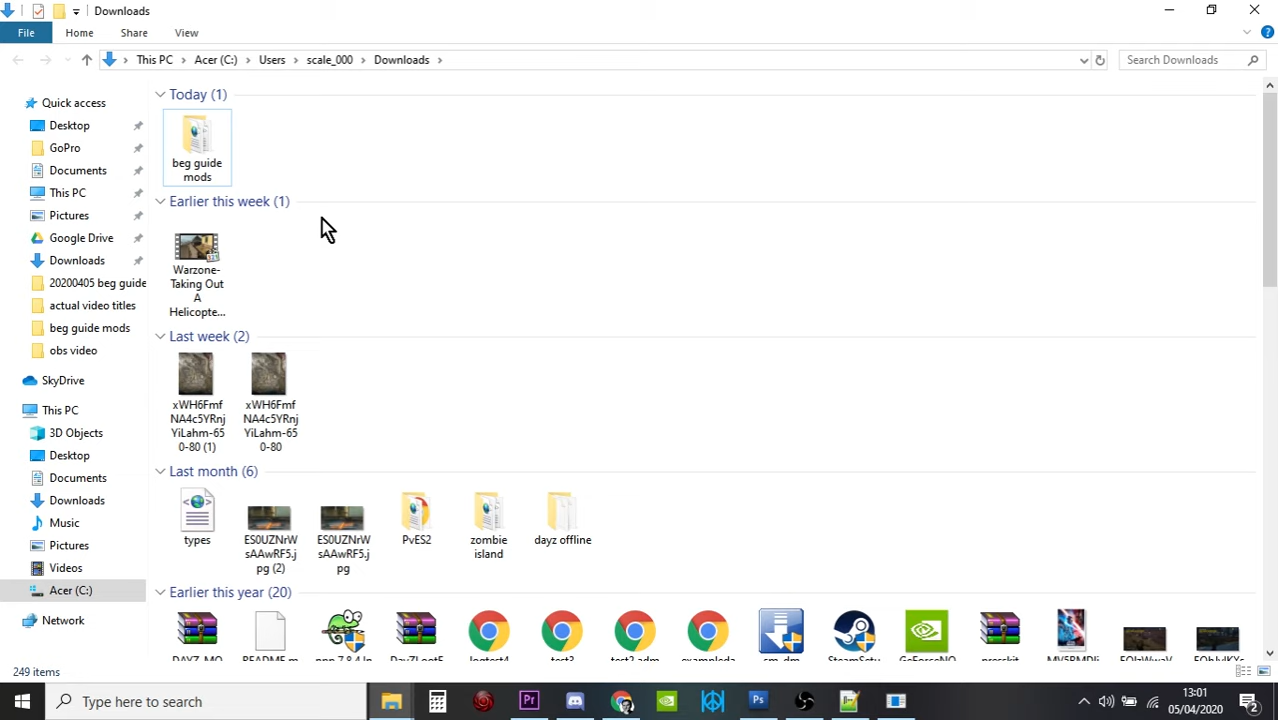 Downloads
File Home Share View
This PC Acer (C:) Users scale_000 Downloads
Search Downloads
Quick access
Desktop
GoPro
Documents
This PC
Pictures
Google Drive
Downloads
20200405 beg guide
actual video titles
beg guide mods
obs video
SkyDrive
This PC
3D Objects
Desktop
Documents
Downloads
Music
Pictures
Videos
Acer (C:)
Network
Today (1)
beg guide
mods
Earlier this week (1)
Warzone-
Taking Out
A
Helicopte...
Last week (2)
xWH6Fmf
NA4c5YRnj
YiLahm-65
0-80 (1)
xWH6Fmf
NA4c5YRnj
YiLahm-65
0-80
Last month (6)
types
ES0UZNrW
sAAwRF5.j
pg (2)
ES0UZNrW
sAAwRF5.j
pg
PvES2
zombie
island
dayz offline
Earlier this year (20)
249 items
Type here to search
Pr
Ps
13:01
05/04/2020
2